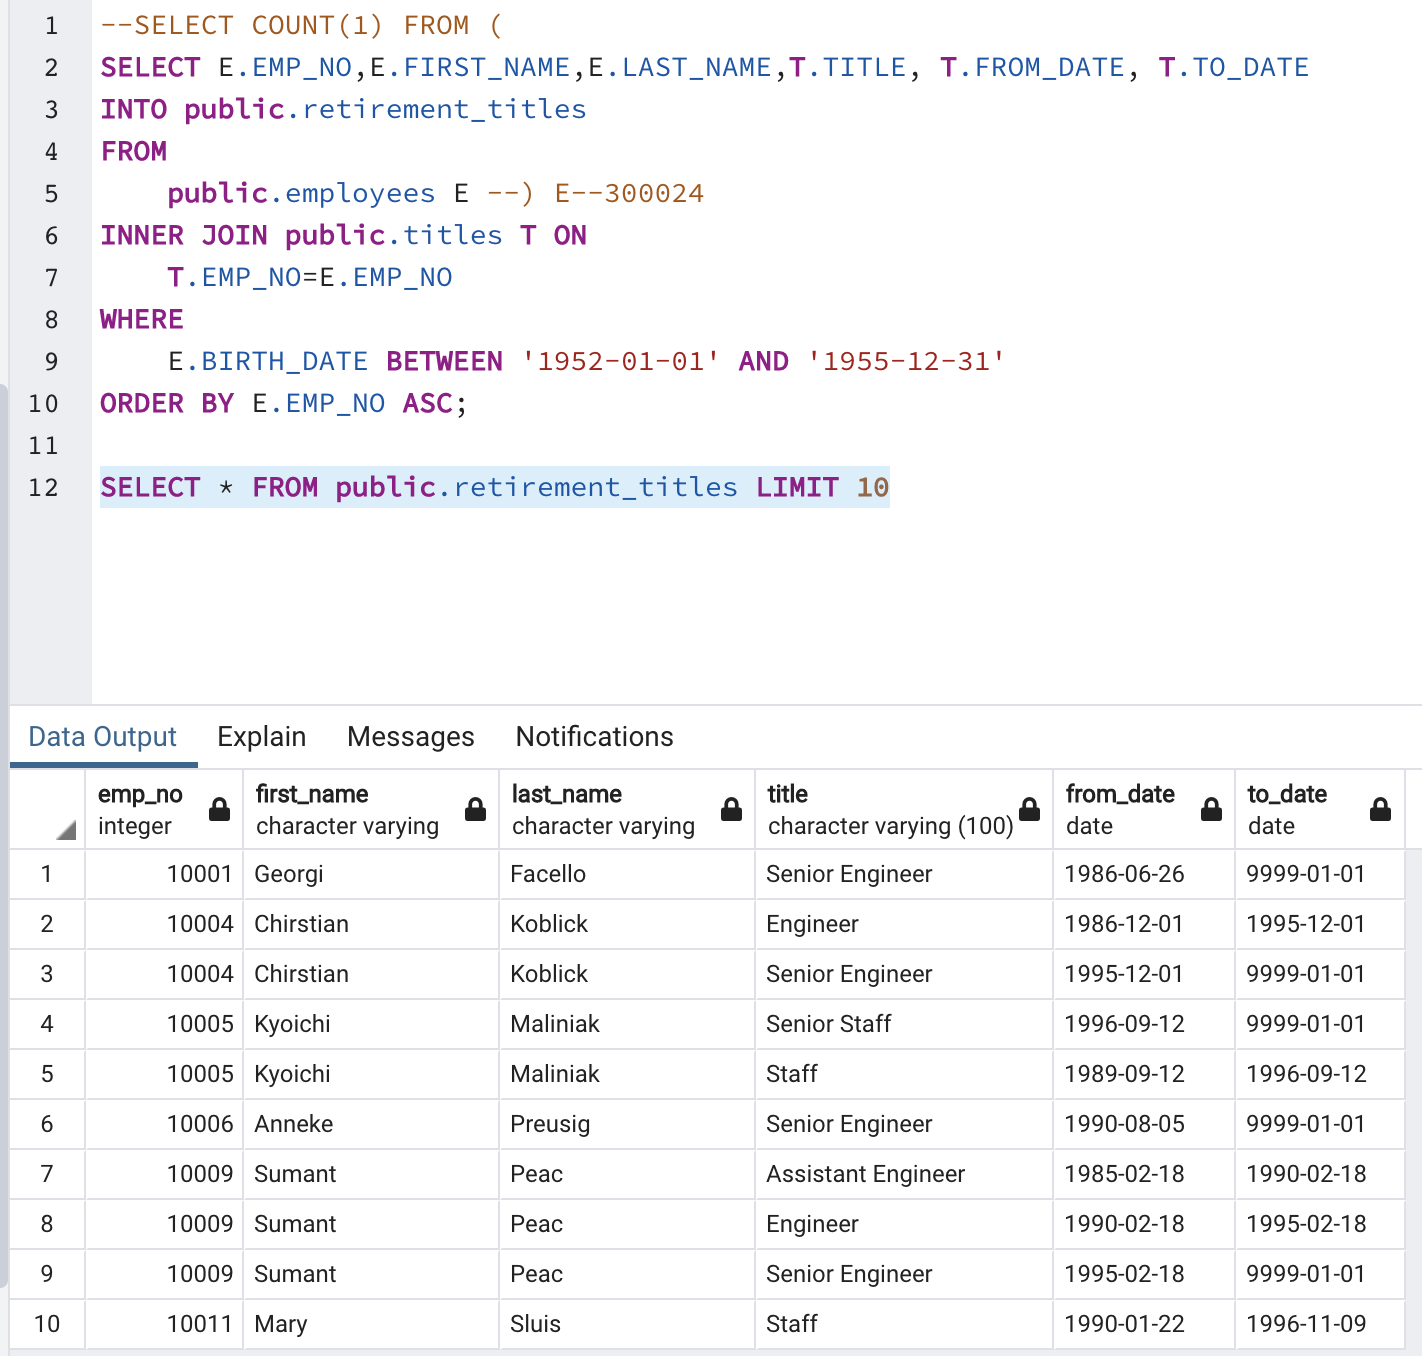 1 --SELECT COUNT(1) FROM (
2 SELECT E.EMP_NO,E.FIRST_NAME,E.LAST_NAME,T.TITLE, T.FROM_DATE, T.TO_DATE
3 INTO public.retirement_titles
4 FROM
5 public.employees E --) E--300024
6 INNER JOIN public.titles T ON
7 T.EMP_NO=E.EMP_NO
8 WHERE
9 E.BIRTH_DATE BETWEEN '1952-01-01' AND '1955-12-31'
10 ORDER BY E.EMP_NO ASC;
11
12 SELECT * FROM public.retirement_titles LIMIT 10
Data Output Explain Messages Notifications
emp_no first_name last_name title from_date to_date
integer character varying character varying character varying (100) date date
1 10001 Georgi Facello Senior Engineer 1986-06-26 9999-01-01
2 10004 Chirstian Koblick Engineer 1986-12-01 1995-12-01
3 10004 Chirstian Koblick Senior Engineer 1995-12-01 9999-01-01
4 10005 Kyoichi Maliniak Senior Staff 1996-09-12 9999-01-01
5 10005 Kyoichi Maliniak Staff 1989-09-12 1996-09-12
6 10006 Anneke Preusig Senior Engineer 1990-08-05 9999-01-01
7 10009 Sumant Peac Assistant Engineer 1985-02-18 1990-02-18
8 10009 Sumant Peac Engineer 1990-02-18 1995-02-18
9 10009 Sumant Peac Senior Engineer 1995-02-18 9999-01-01
10 10011 Mary Sluis Staff 1990-01-22 1996-11-09